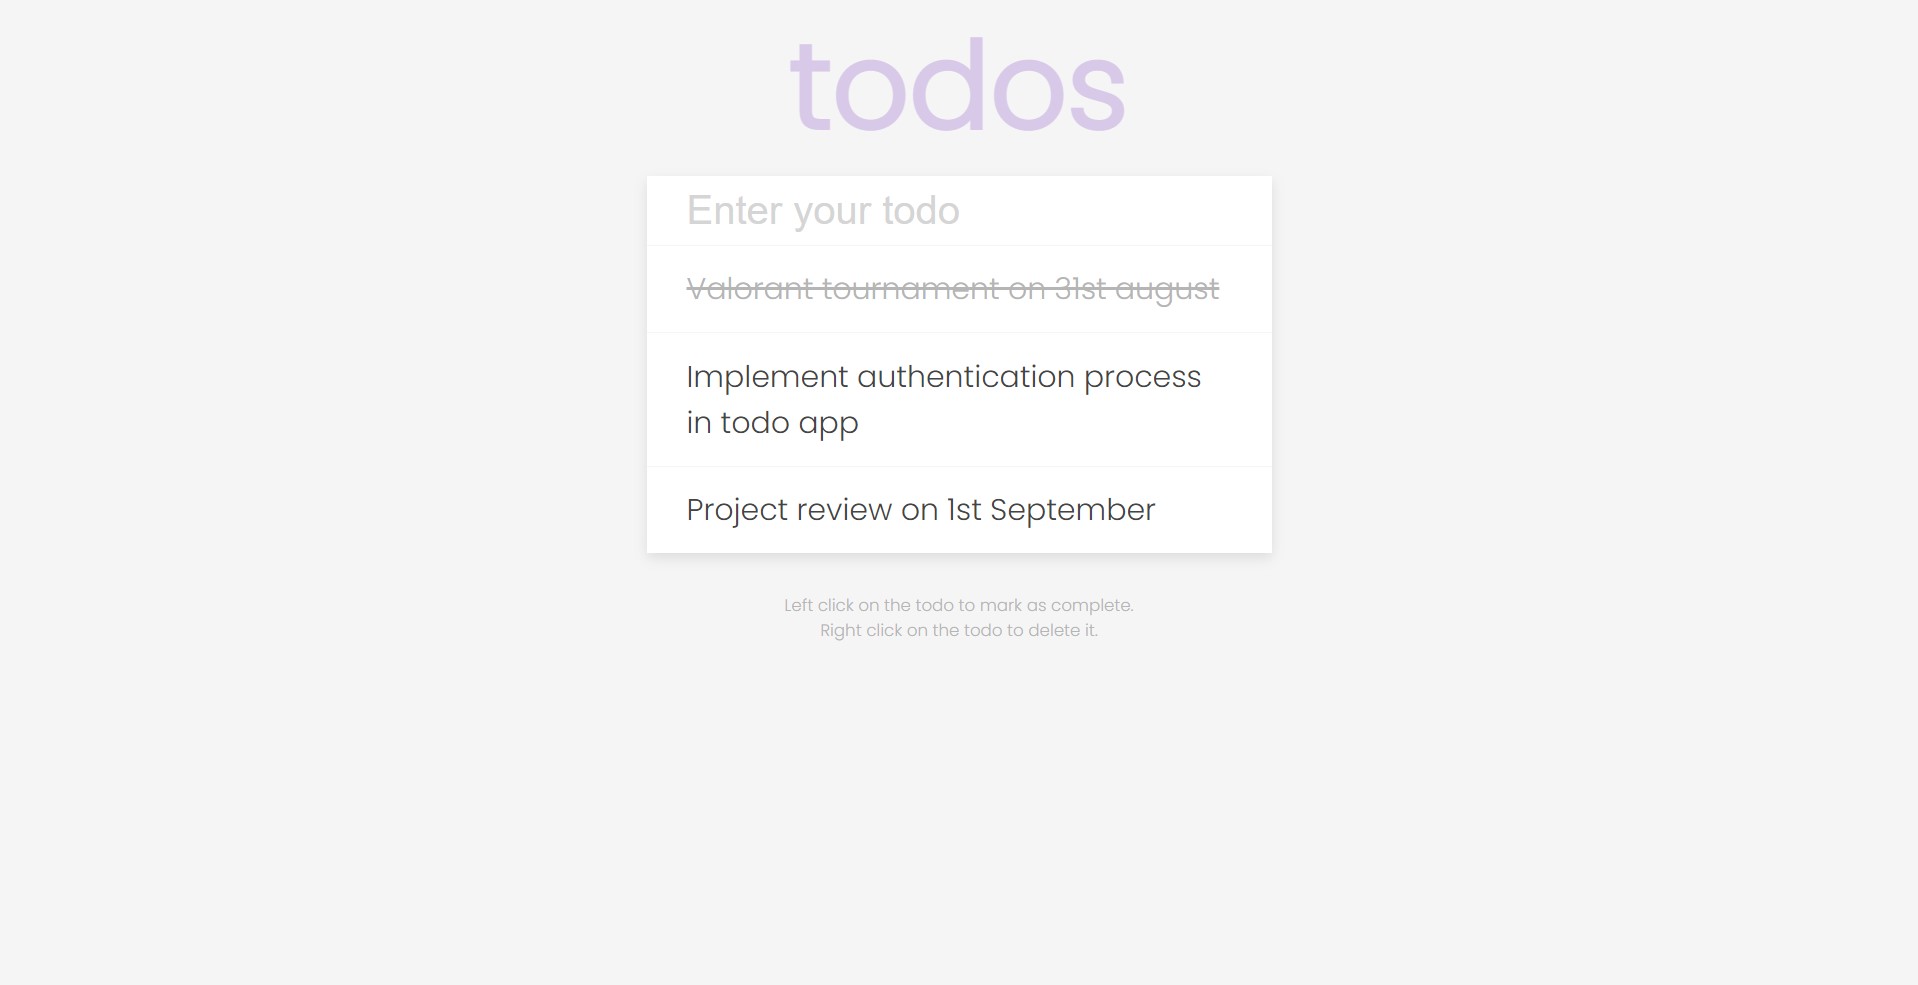 todos
Enter your todo
Valorant tournament on 31st august
Implement authentication process
in todo app
Project review on 1st September
Left click on the todo to mark as complete.
Right click on the todo to delete it.